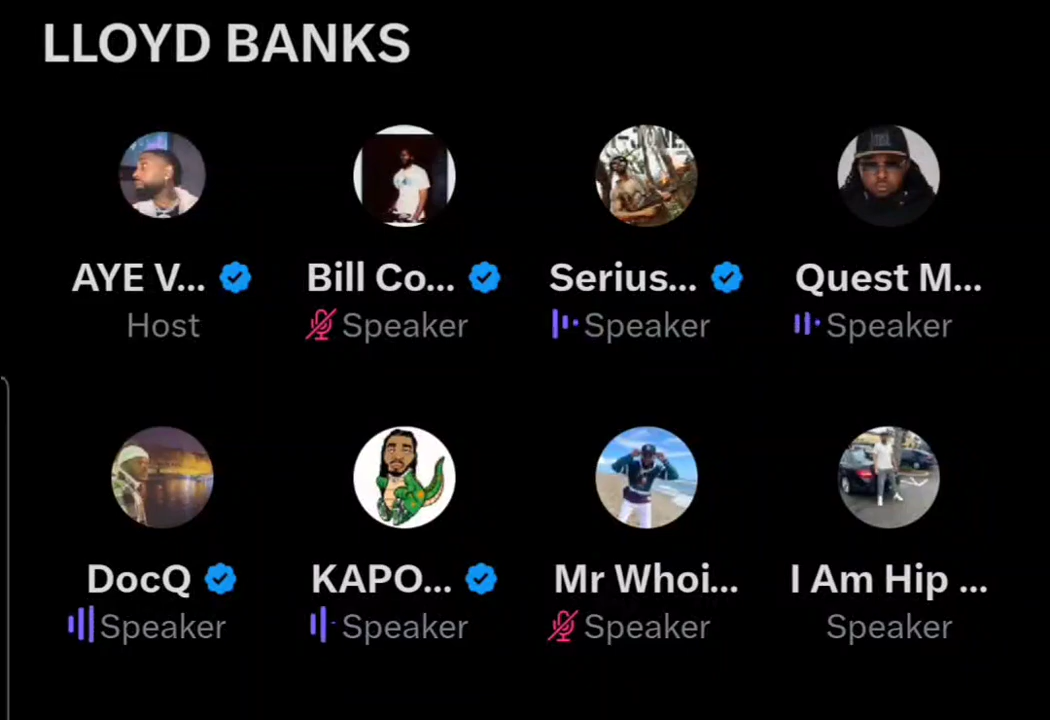 LLOYD BANKS
AYE V... Bill Co... Serius... Quest M...
Host Speaker Speaker Speaker
DocQ KAPO... Mr Whoi... I Am Hip ...
Speaker Speaker Speaker Speaker